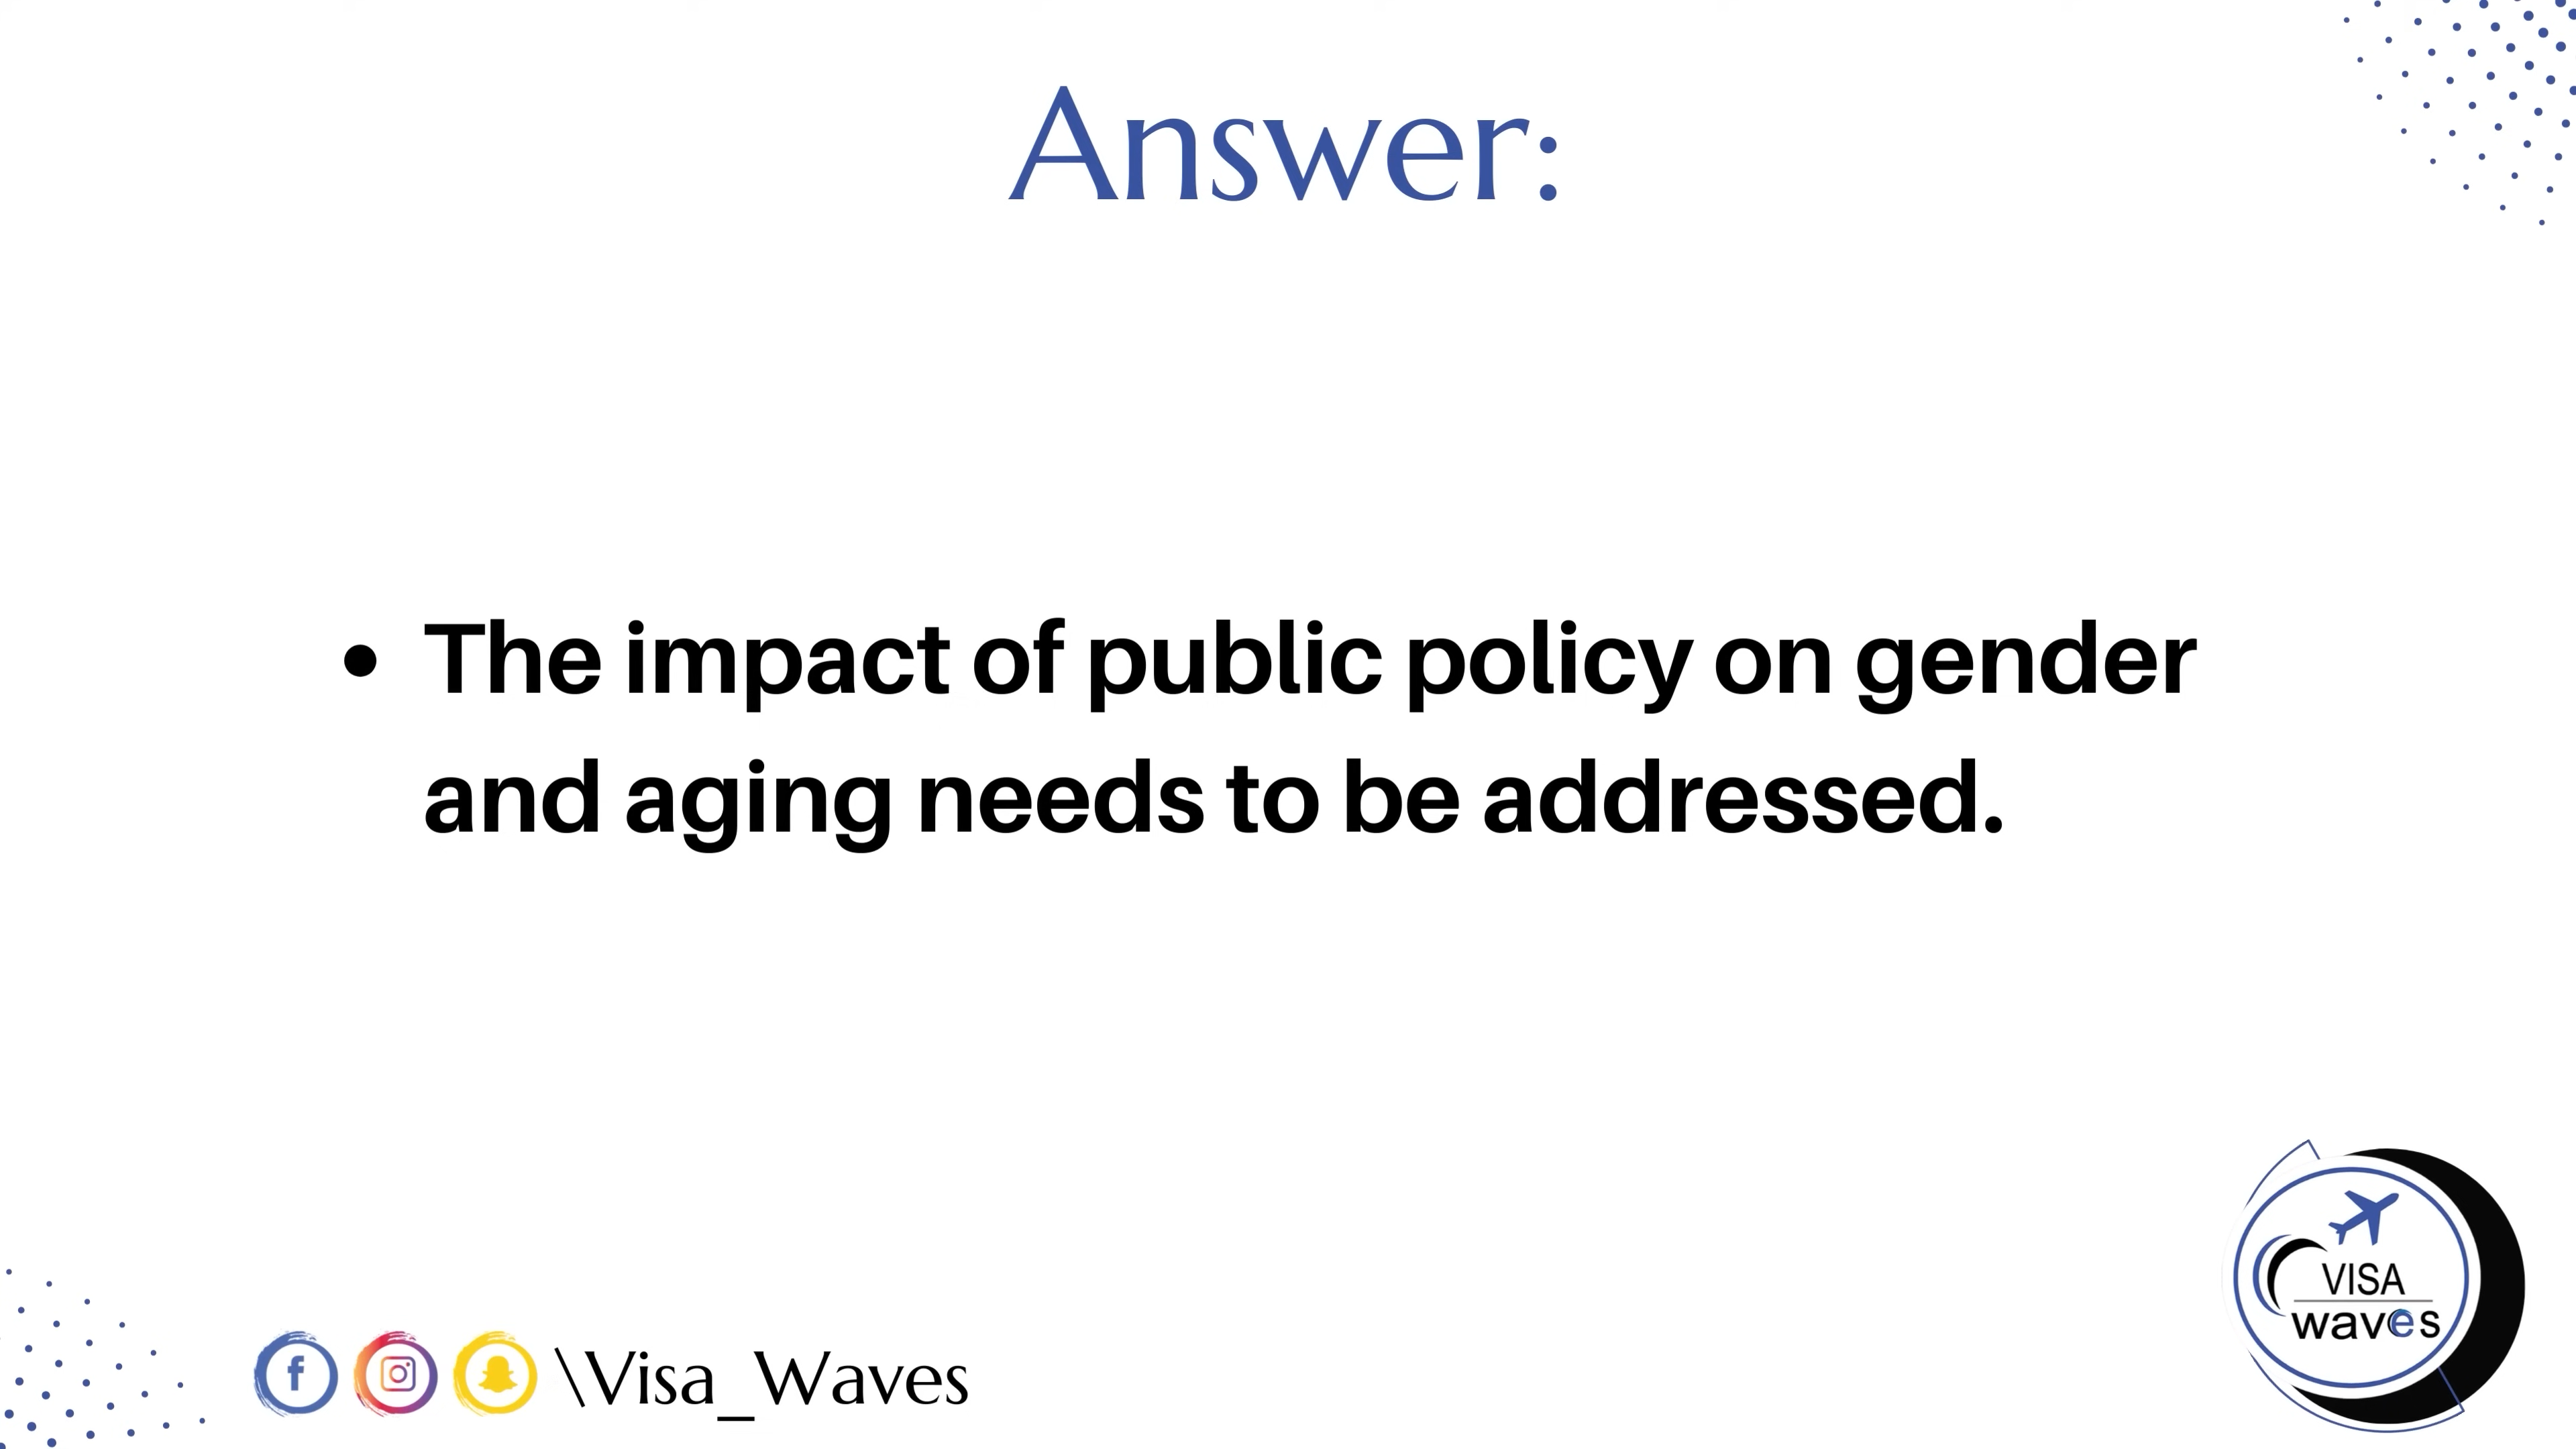 Answer:
• The impact of public policy on gender
and aging needs to be addressed.
\Visa_Waves
VISA
waves